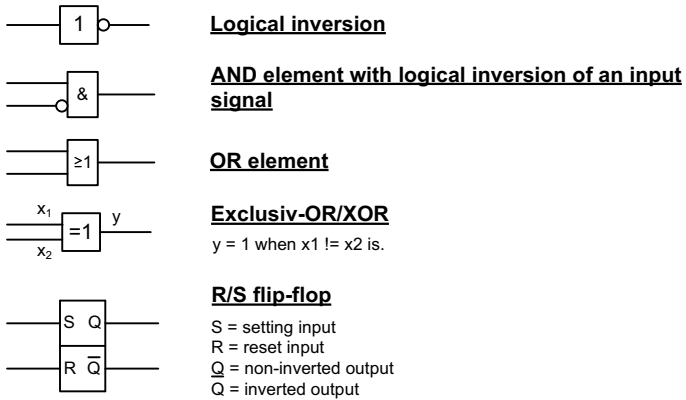 1
Logical inversion
&
AND element with logical inversion of an input
signal
≥1
OR element
x₁
x₂
=1
y
Exclusiv-OR/XOR
y = 1 when x1 != x2 is.
R/S flip-flop
S Q
R Q̅
S = setting input
R = reset input
Q = non-inverted output
Q̅ = inverted output